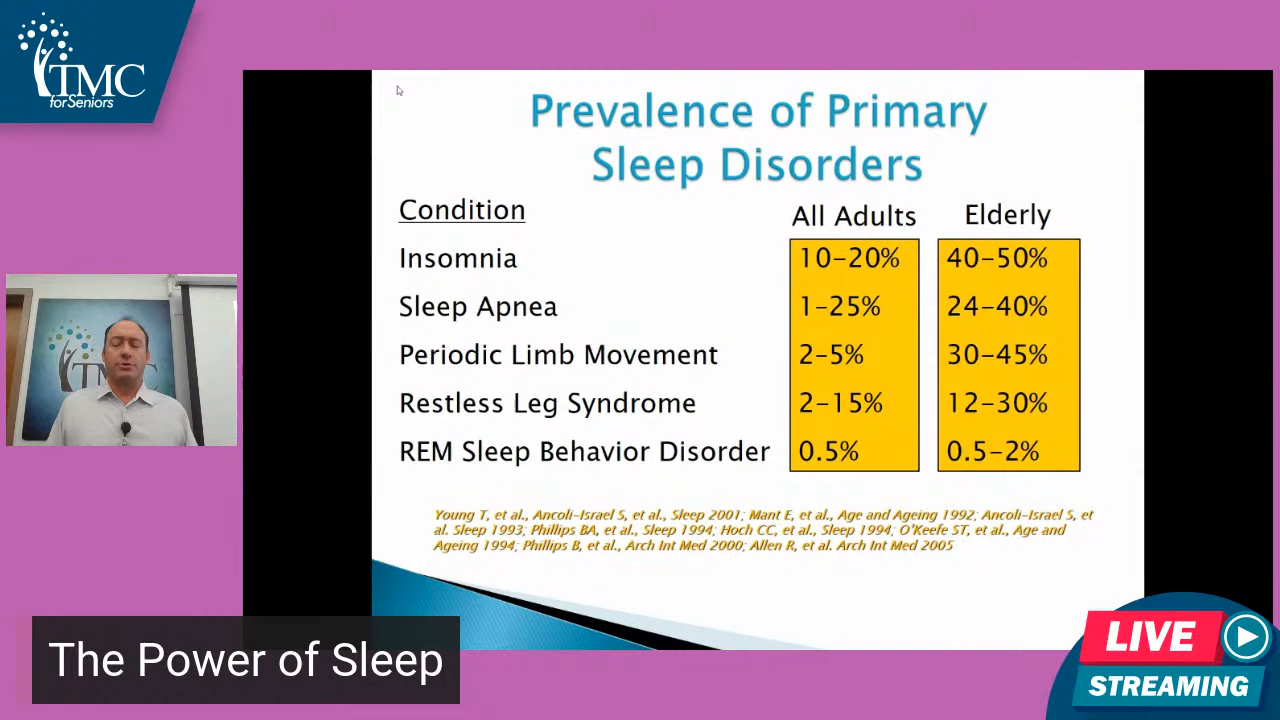 TMC
for Seniors
Prevalence of Primary
Sleep Disorders
Condition All Adults Elderly
Insomnia 10-20% 40-50%
Sleep Apnea 1-25% 24-40%
Periodic Limb Movement 2-5% 30-45%
Restless Leg Syndrome 2-15% 12-30%
REM Sleep Behavior Disorder 0.5% 0.5-2%
Young T, et al., Ancoli-Israel S, et al., Sleep 2001; Mant E, et al., Age and Ageing 1992; Ancoli-Israel S, et
al. Sleep 1993; Phillips BA, et al., Sleep 1994; Hoch CC, et al., Sleep 1994; O'Keefe ST, et al., Age and
Ageing 1994; Phillips B, et al., Arch Int Med 2000; Allen R, et al. Arch Int Med 2005
TMC
The Power of Sleep
LIVE
STREAMING